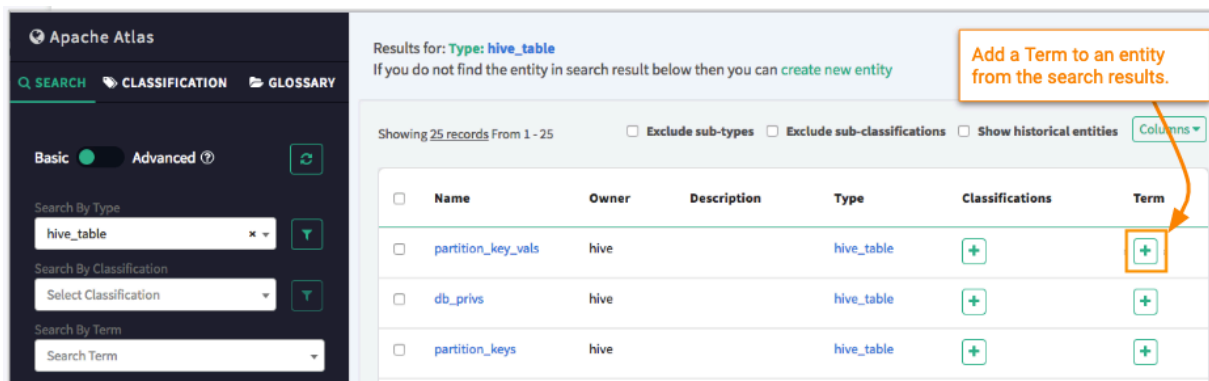 Apache Atlas
SEARCH CLASSIFICATION GLOSSARY
Basic Advanced
Search By Type
hive_table
Search By Classification
Select Classification
Search By Term
Search Term
Results for: Type: hive_table
If you do not find the entity in search result below then you can create new entity
Add a Term to an entity
from the search results.
Showing 25 records From 1 - 25
Exclude sub-types Exclude sub-classifications Show historical entities Columns
Name Owner Description Type Classifications Term
partition_key_vals hive hive_table
db_privs hive hive_table
partition_keys hive hive_table